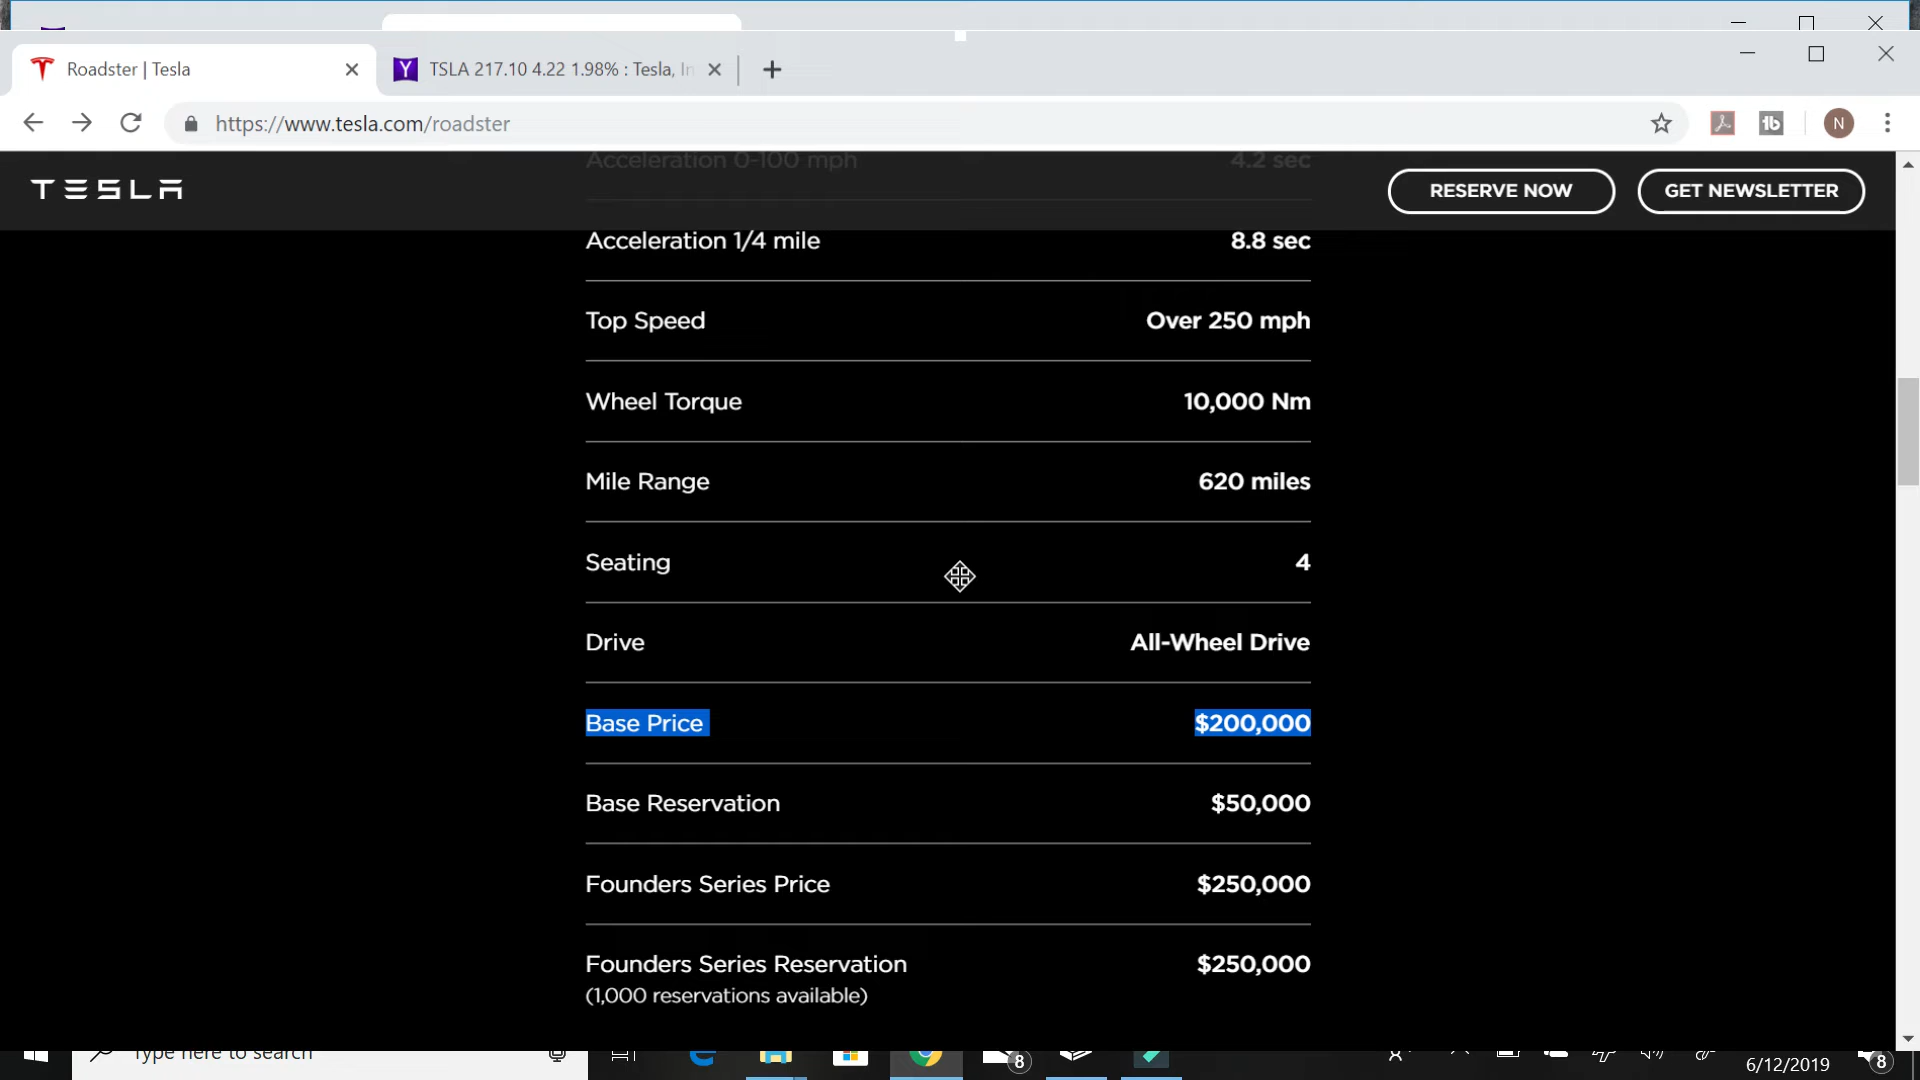 Roadster | Tesla
TSLA 217.10 4.22 1.98% : Tesla, In
https://www.tesla.com/roadster
N
Acceleration 0-100 mph 4.2 sec
TESLA
RESERVE NOW
GET NEWSLETTER
Acceleration 1/4 mile 8.8 sec
Top Speed Over 250 mph
Wheel Torque 10,000 Nm
Mile Range 620 miles
Seating 4
Drive All-Wheel Drive
Base Price $200,000
Base Reservation $50,000
Founders Series Price $250,000
Founders Series Reservation $250,000
(1,000 reservations available)
Type here to search
8
6/12/2019
8